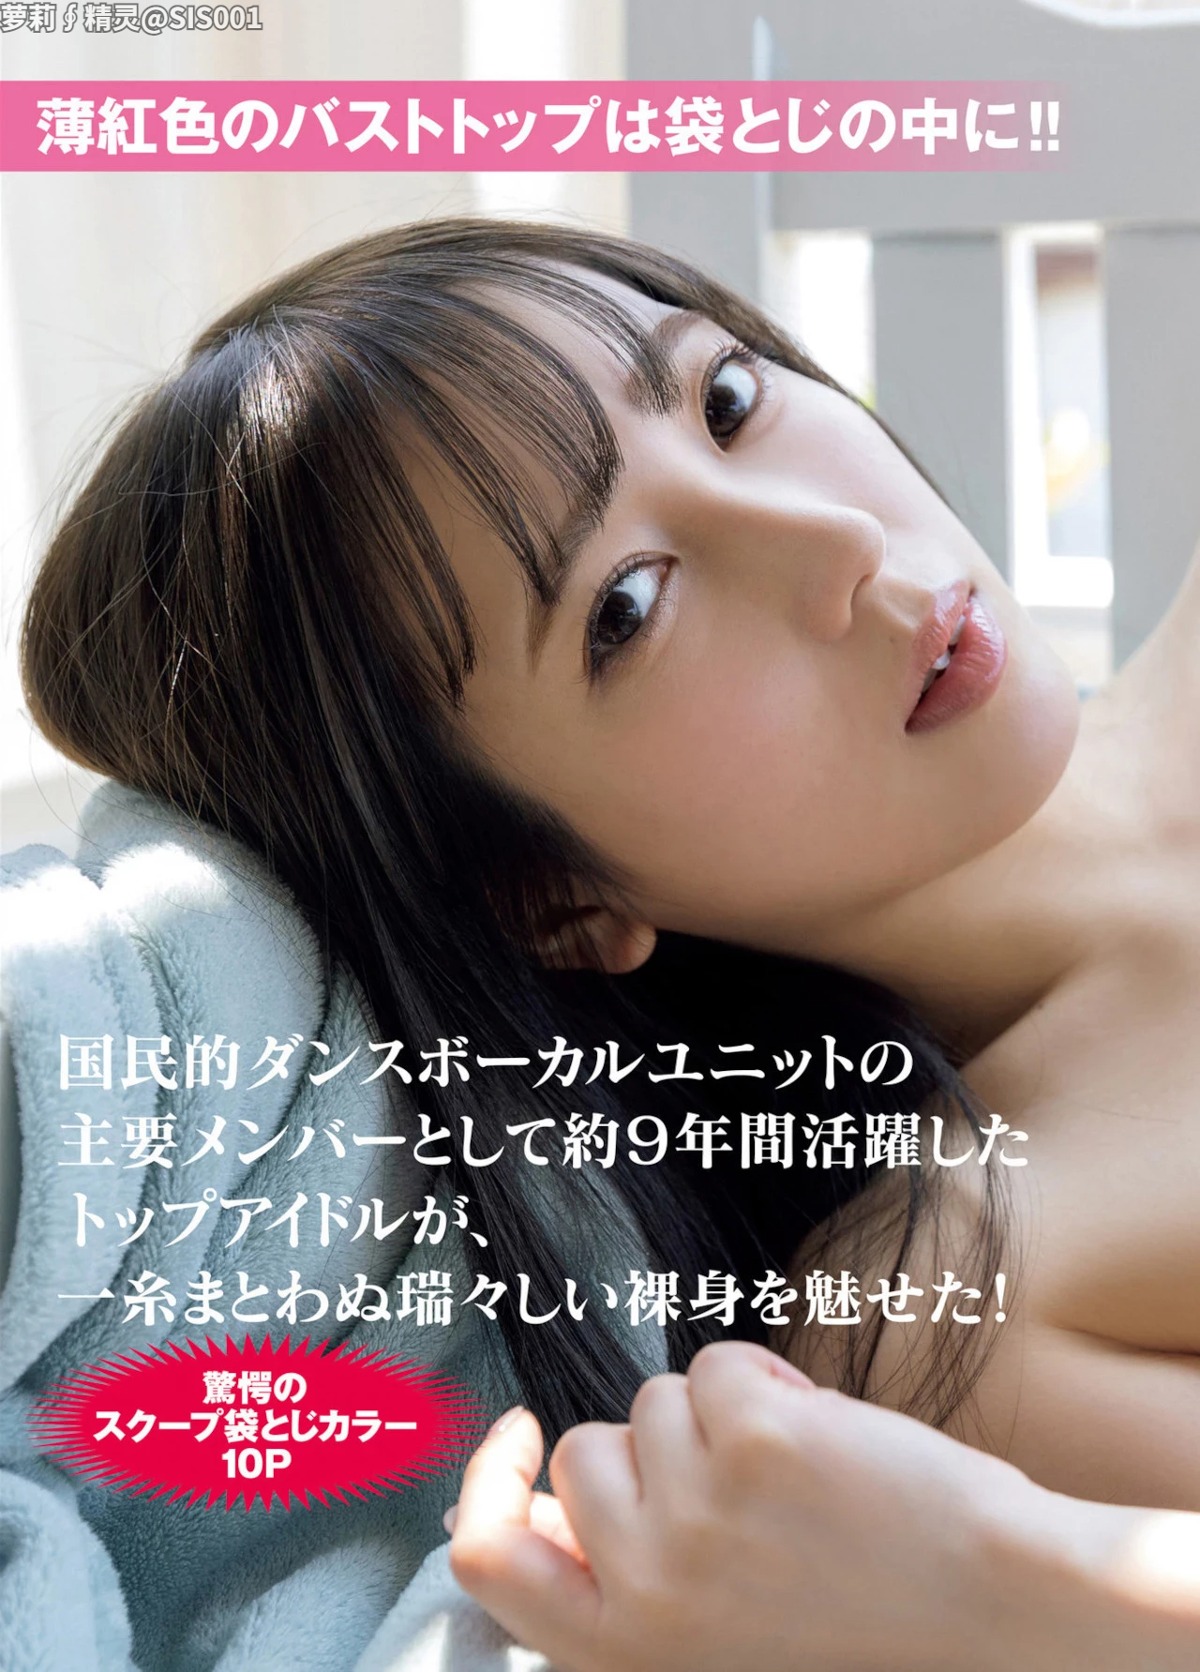 萝莉∮精灵@SIS001
薄紅色のバストトップは袋とじの中に!!
国民的ダンスボーカルユニットの
主要メンバーとして約9年間活躍した
トップアイドルが、
一糸まとわぬ瑞々しい裸身を魅せた!
驚愕の
スクープ袋とじカラー
10P